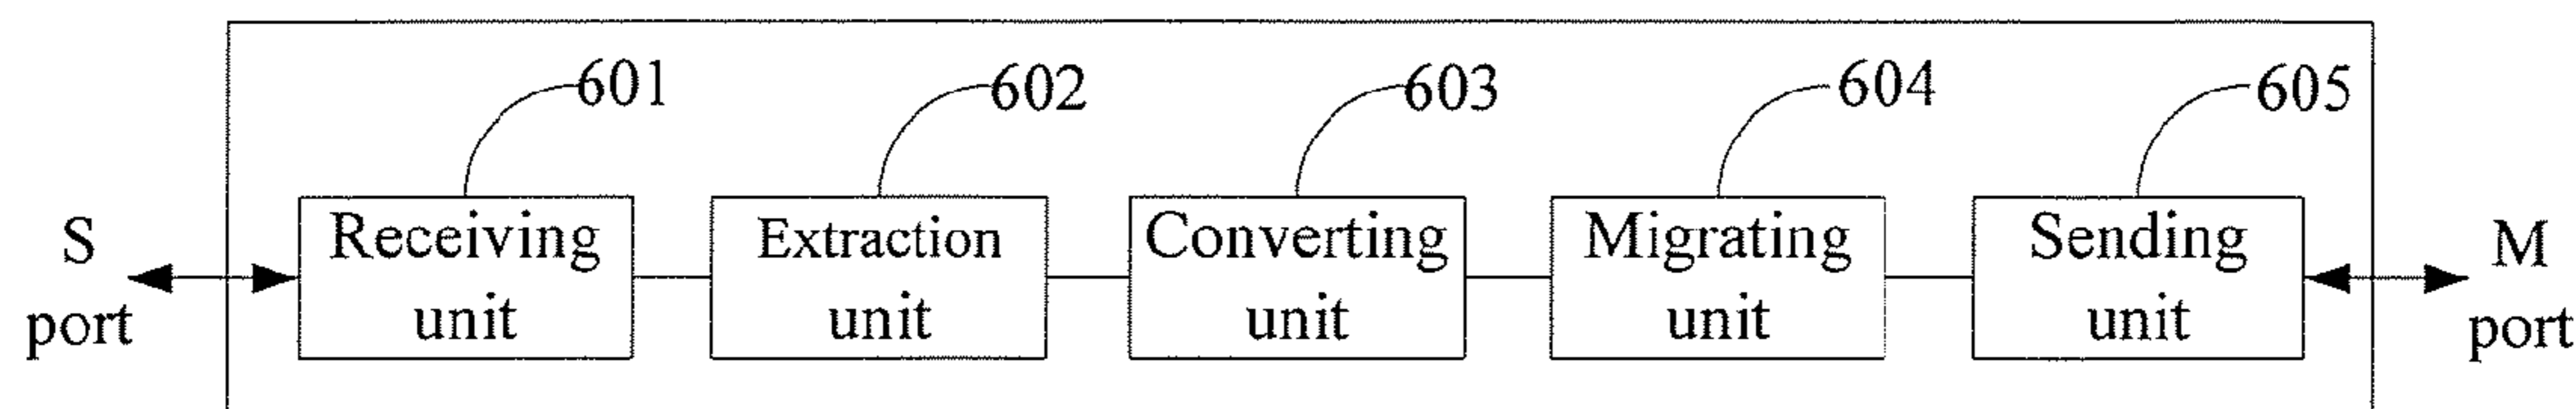 601
602
603
604
605
S
port
Receiving
unit
Extraction
unit
Converting
unit
Migrating
unit
Sending
unit
M
port